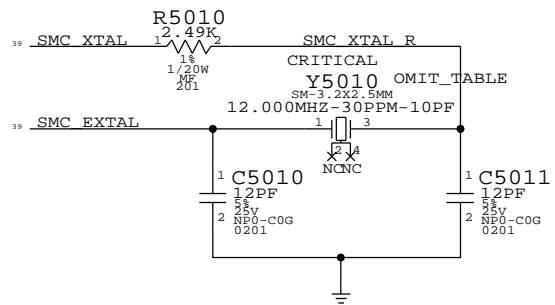 R5010
2.49K
39 SMC_XTAL 1 2 SMC_XTAL_R
1%
1/20W
MF
201
CRITICAL
Y5010 OMIT_TABLE
SM-3.2X2.5MM
12.000MHZ-30PPM-10PF
39 SMC_EXTAL 1 3
2 4
NC NC
1 C5010
12PF
5%
25V
2 NP0-C0G
0201
1 C5011
12PF
5%
25V
2 NP0-C0G
0201